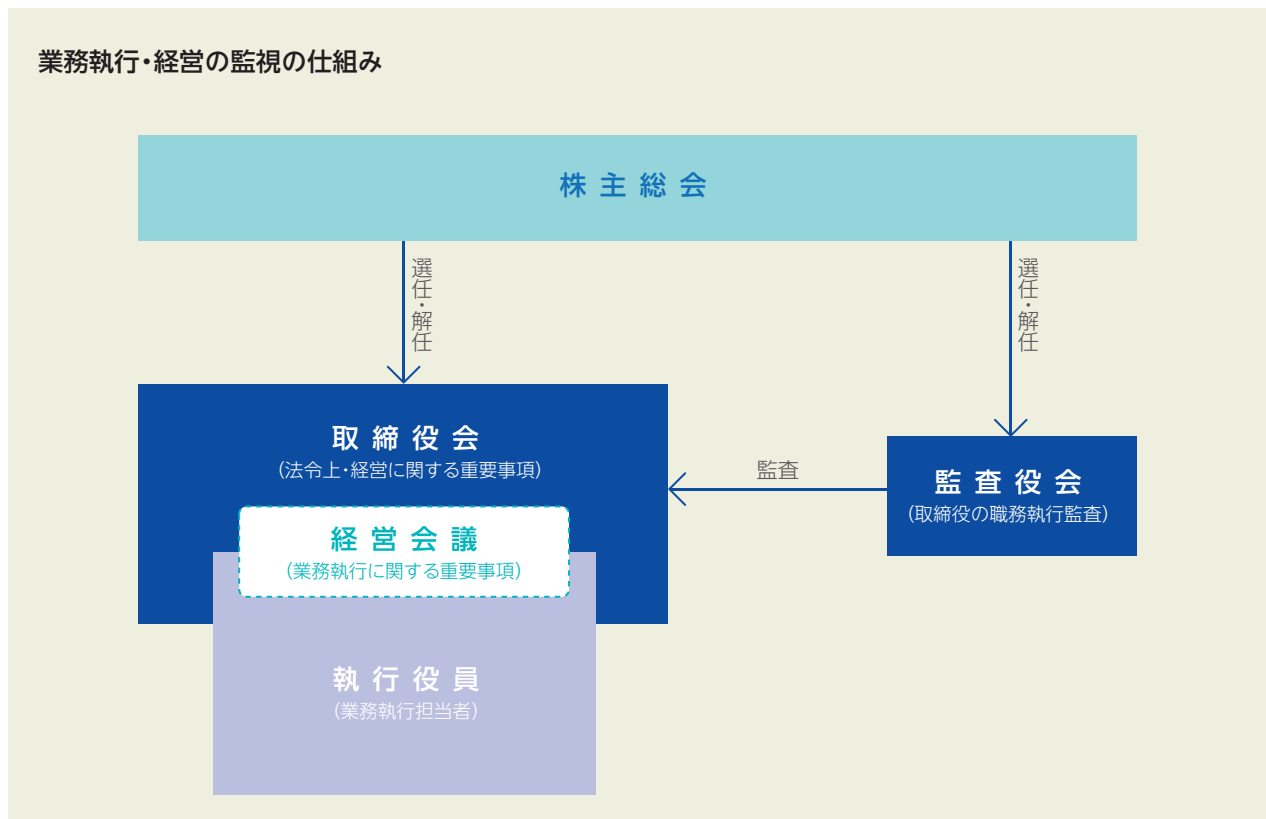 業務執行・経営の監視の仕組み
株主総会
選任・解任
選任・解任
取締役会
(法令上・経営に関する重要事項)
監査
監査役会
(取締役の職務執行監査)
経営会議
(業務執行に関する重要事項)
執行役員
(業務執行担当者)